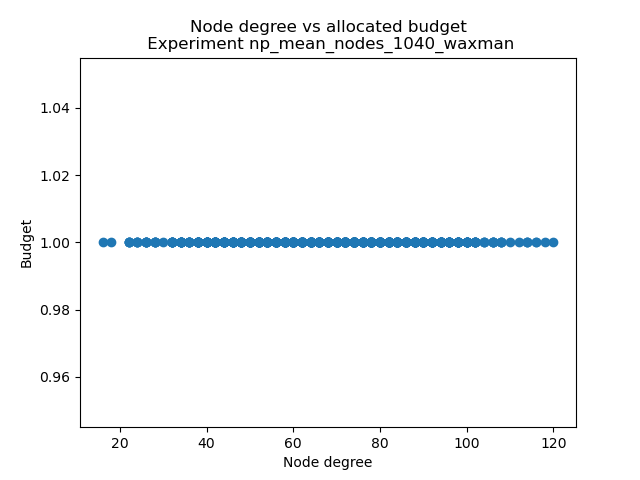 Node degree vs allocated budget
Experiment np_mean_nodes_1040_waxman
1.04
1.02
1.00
0.98
0.96
Budget
20 40 60 80 100 120
Node degree